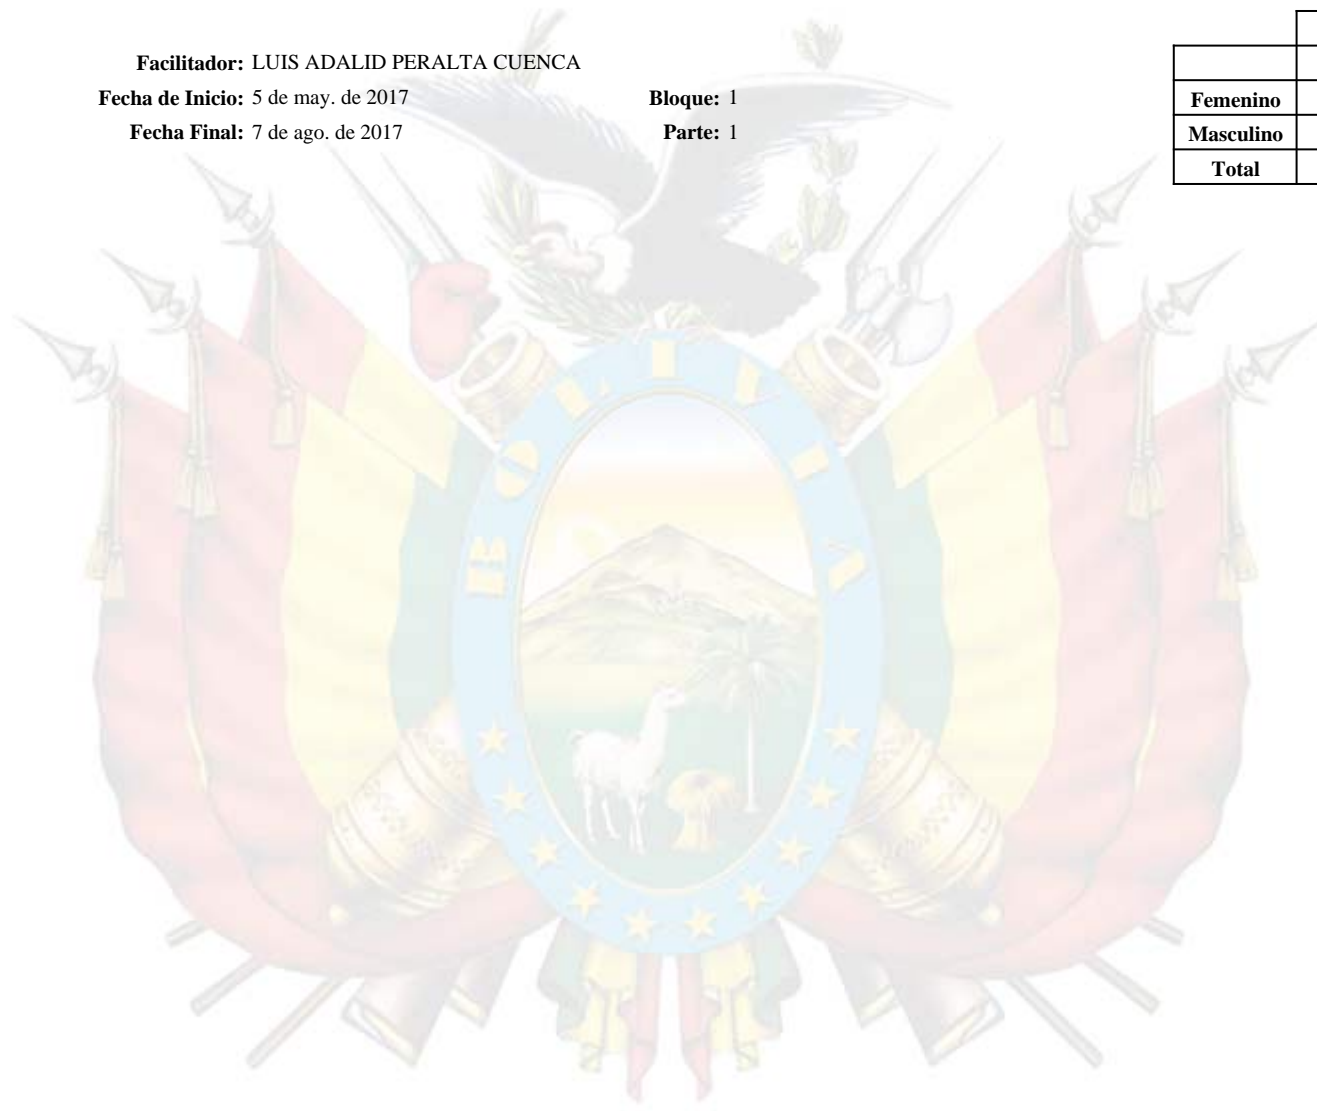 Facilitador: LUIS ADALID PERALTA CUENCA
Fecha de Inicio: 5 de may. de 2017 Bloque: 1
Fecha Final: 7 de ago. de 2017 Parte: 1
Femenino
Masculino
Total
BOLIVIA